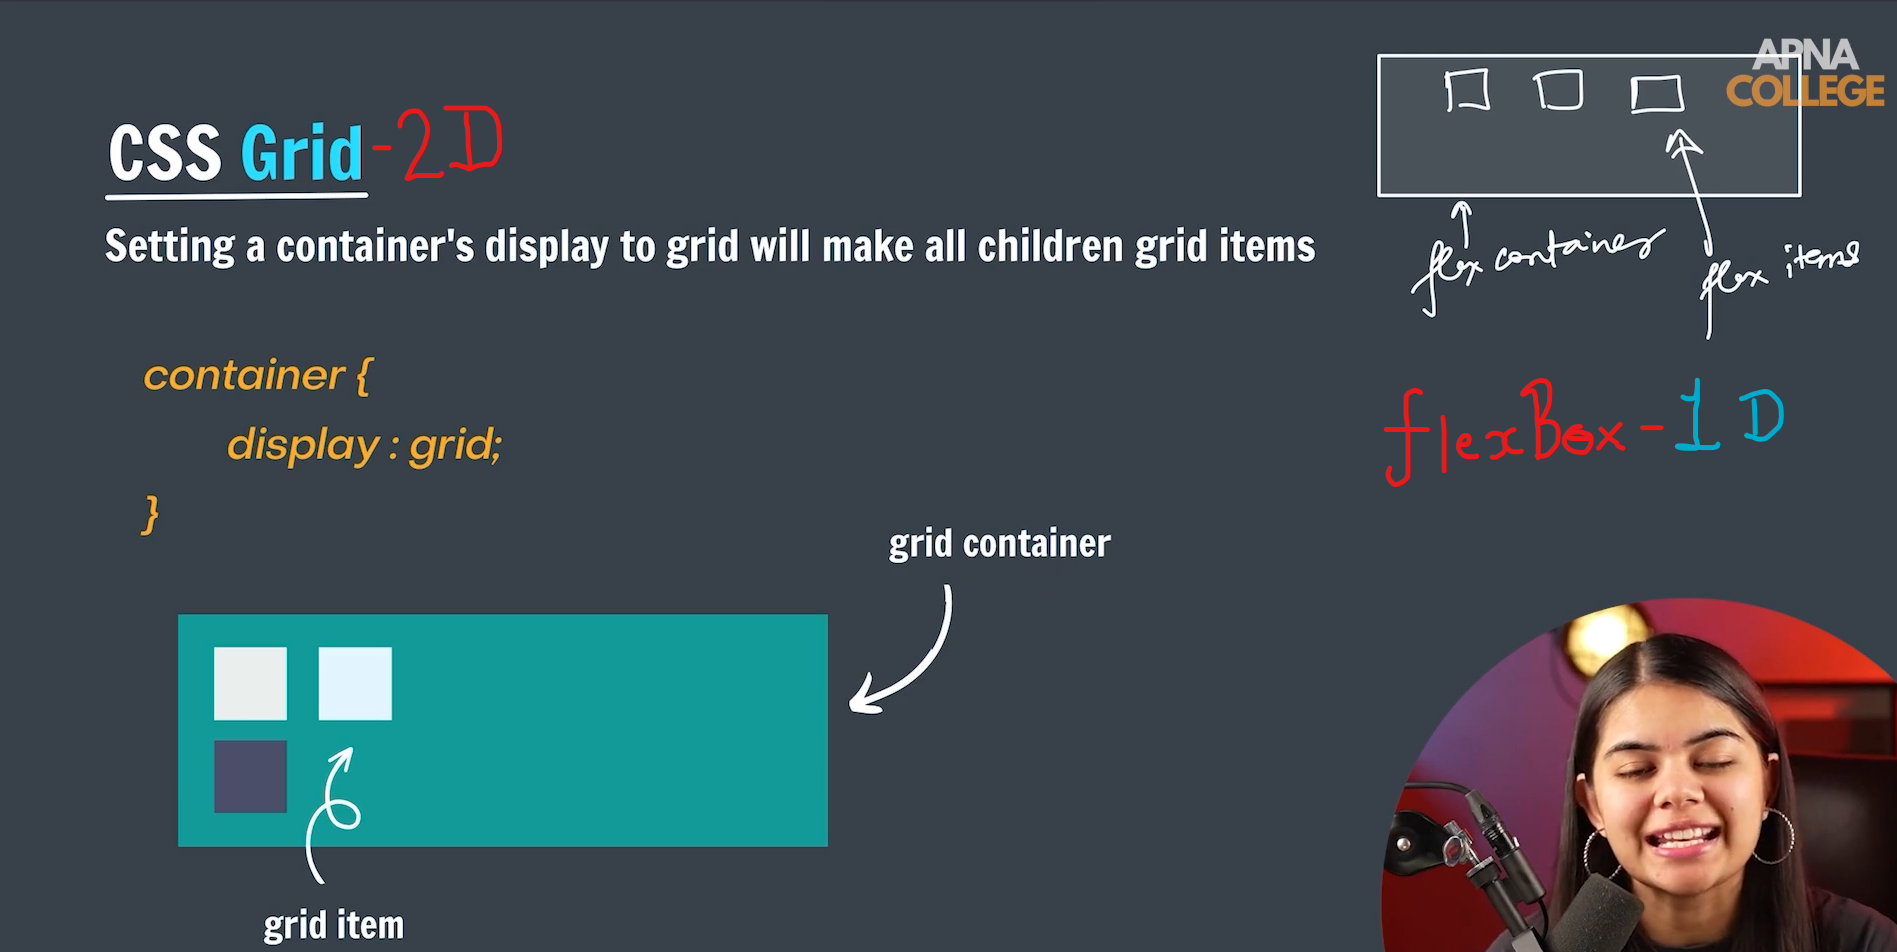 APNA
COLLEGE
CSS Grid-2D
Setting a container's display to grid will make all children grid items
flex container
flex items
container {
display : grid;
}
flexBox-1D
grid container
grid item